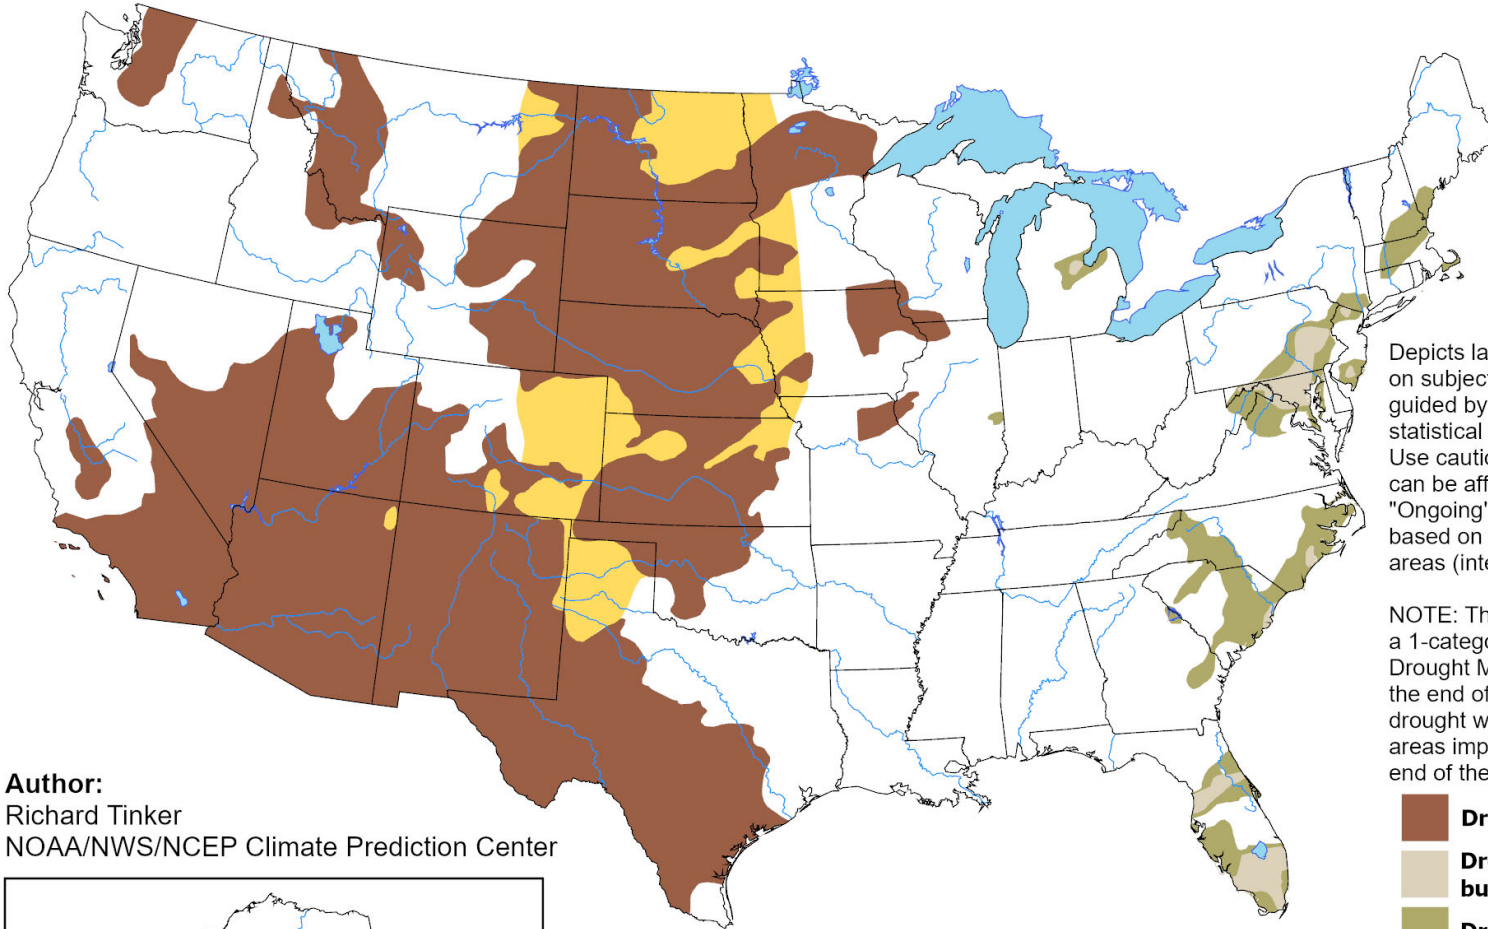 Author:
Richard Tinker
NOAA/NWS/NCEP Climate Prediction Center
Depicts la
on subject
guided by
statistical
Use cautio
can be aff
"Ongoing"
based on
areas (inte
NOTE: Th
a 1-catego
Drought M
the end of
drought w
areas imp
end of the
Dr
Dr
bu
Dr